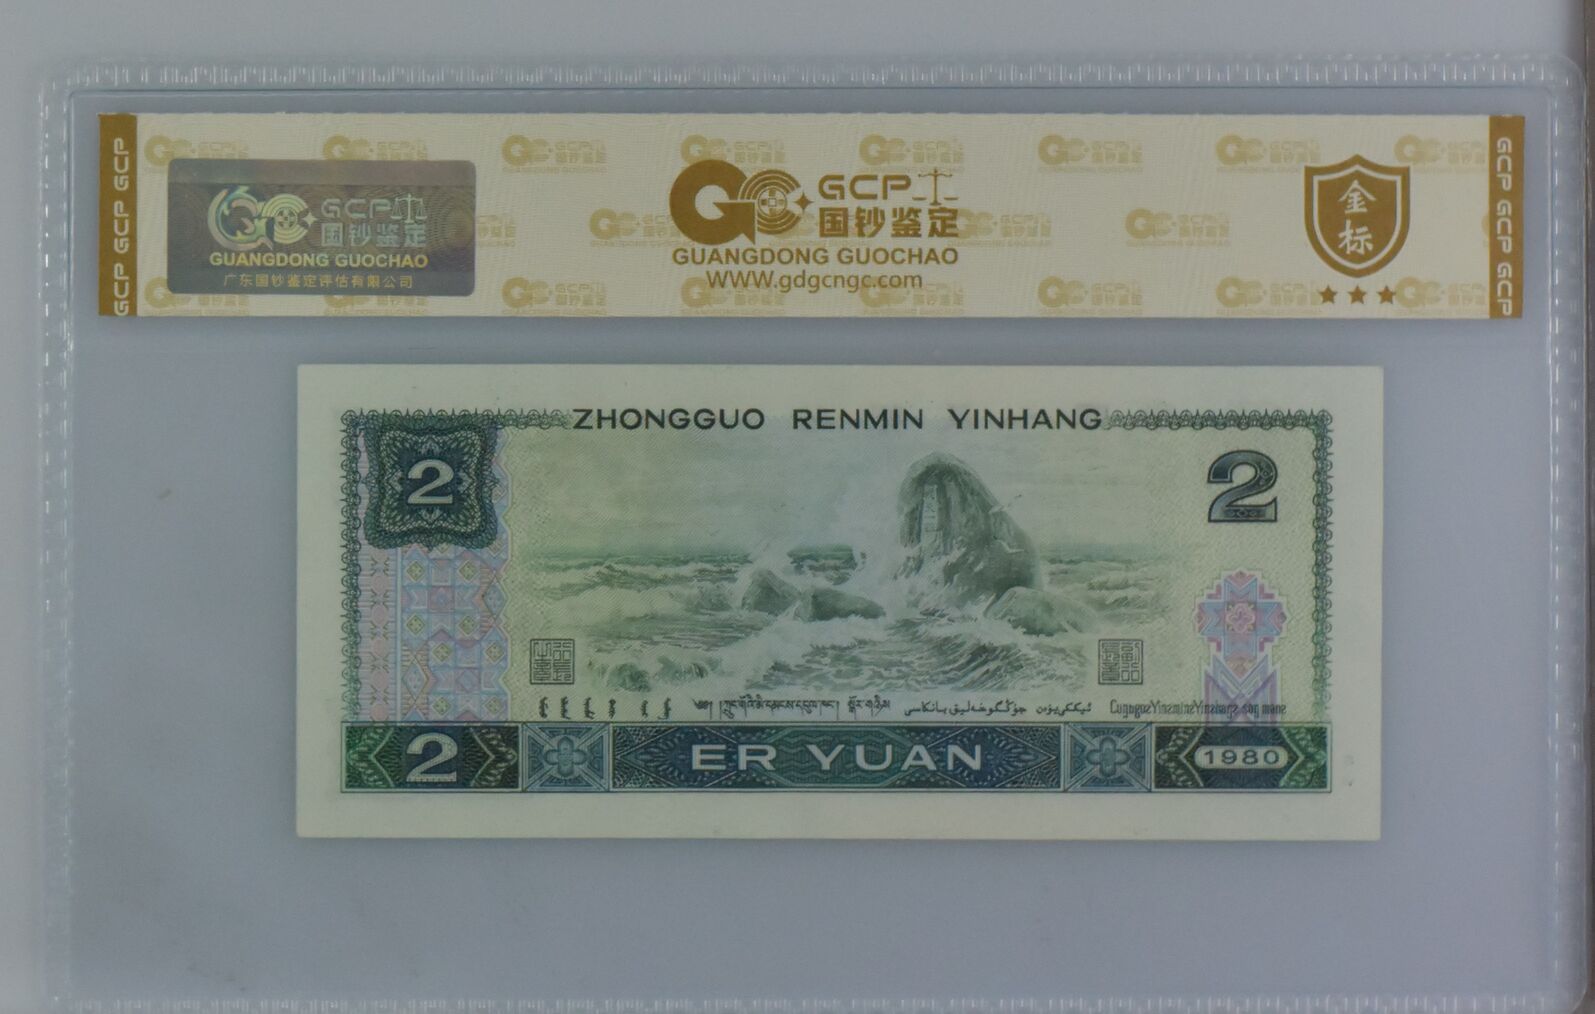 GCP GCP GCP
GCP
国钞鉴定
GUANGDONG GUOCHAO
广东国钞鉴定评估有限公司
GCP
国钞鉴定
GUANGDONG GUOCHAO
WWW.gdgcngc.com
金
标
GCP GCP GCP
ZHONGGUO RENMIN YINHANG
2
2
2
ER YUAN
1980